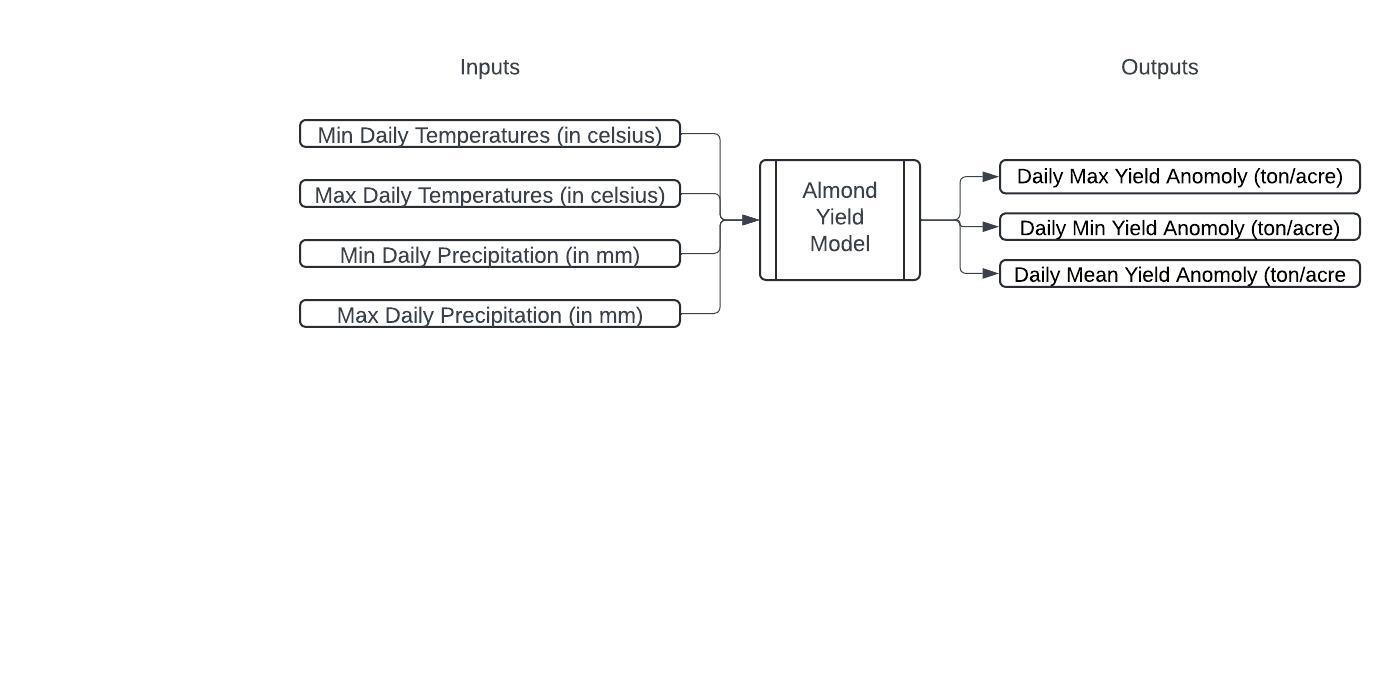 Inputs
Outputs
Min Daily Temperatures (in celsius)
Max Daily Temperatures (in celsius)
Min Daily Precipitation (in mm)
Max Daily Precipitation (in mm)
Almond
Yield
Model
Daily Max Yield Anomoly (ton/acre)
Daily Min Yield Anomoly (ton/acre)
Daily Mean Yield Anomoly (ton/acre